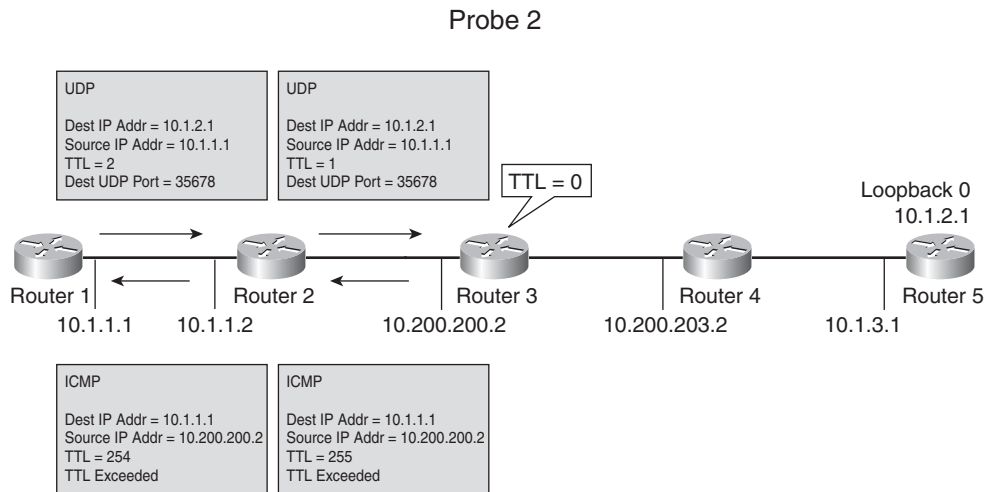 Probe 2
UDP
Dest IP Addr = 10.1.2.1
Source IP Addr = 10.1.1.1
TTL = 2
Dest UDP Port = 35678
UDP
Dest IP Addr = 10.1.2.1
Source IP Addr = 10.1.1.1
TTL = 1
Dest UDP Port = 35678
TTL = 0
Loopback 0
10.1.2.1
Router 1
Router 2
Router 3
Router 4
Router 5
10.1.1.1
10.1.1.2
10.200.200.2
10.200.203.2
10.1.3.1
ICMP
Dest IP Addr = 10.1.1.1
Source IP Addr = 10.200.200.2
TTL = 254
TTL Exceeded
ICMP
Dest IP Addr = 10.1.1.1
Source IP Addr = 10.200.200.2
TTL = 255
TTL Exceeded